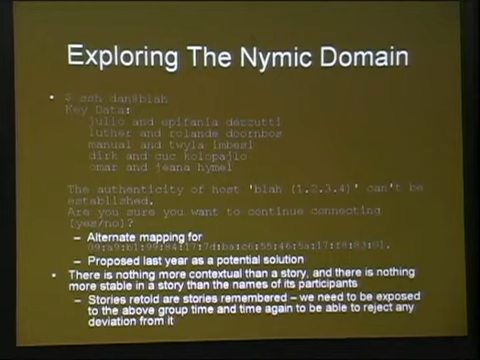 Exploring The Nymic Domain
• $ ssh dan@blah
Key Data:
julio and epifania dezzutti
luther and rolande doornbos
manual and twyla imbesi
dirk and cuc kolopajlo
omar and jeana hymel
The authenticity of host 'blah (1.2.3.4)' can't be
established.
Are you sure you want to continue connecting
(yes/no)?
– Alternate mapping for
– Proposed last year as a potential solution
• There is nothing more contextual than a story, and there is nothing
more stable in a story than the names of its participants
– Stories retold are stories remembered – we need to be exposed
to the above group time and time again to be able to reject any
deviation from it